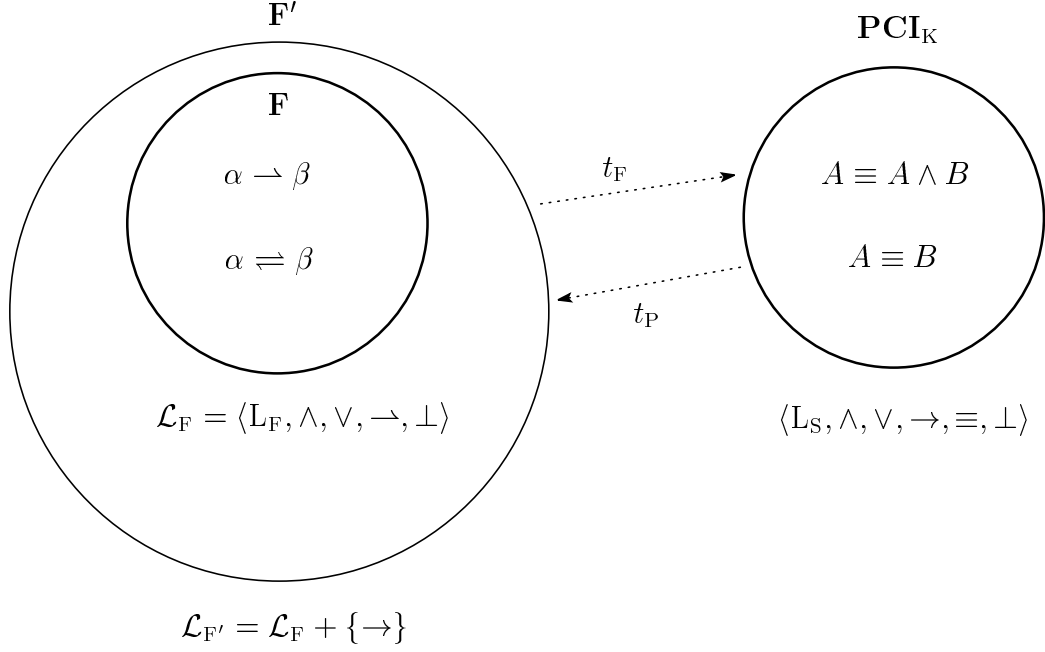 F′
F
α ⇀ β
α ⇌ β
ℒ_F = ⟨L_F, ∧, ∨, ⇀, ⊥⟩
ℒ_F′ = ℒ_F + {→}
t_F
t_P
PCI_K
A ≡ A ∧ B
A ≡ B
⟨L_S, ∧, ∨, →, ≡, ⊥⟩